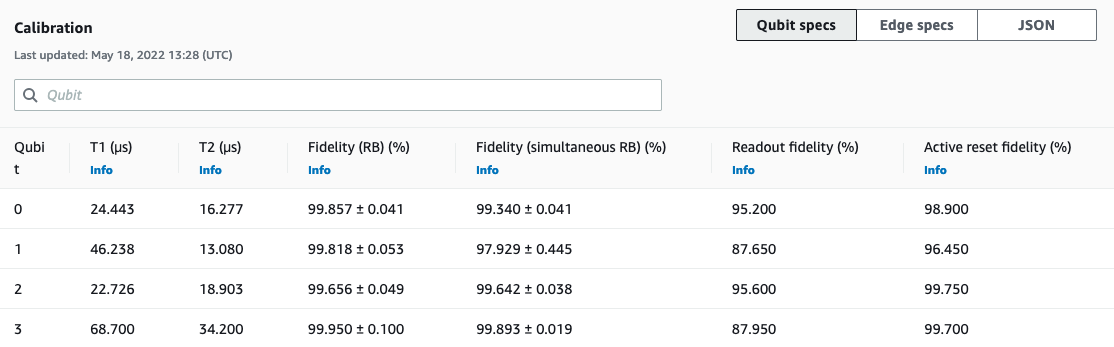 Calibration
Qubit specs Edge specs JSON
Last updated: May 18, 2022 13:28 (UTC)
Qubit
Qubi T1 (μs) T2 (μs) Fidelity (RB) (%) Fidelity (simultaneous RB) (%) Readout fidelity (%) Active reset fidelity (%)
t Info Info Info Info Info Info
0 24.443 16.277 99.857 ± 0.041 99.340 ± 0.041 95.200 98.900
1 46.238 13.080 99.818 ± 0.053 97.929 ± 0.445 87.650 96.450
2 22.726 18.903 99.656 ± 0.049 99.642 ± 0.038 95.600 99.750
3 68.700 34.200 99.950 ± 0.100 99.893 ± 0.019 87.950 99.700